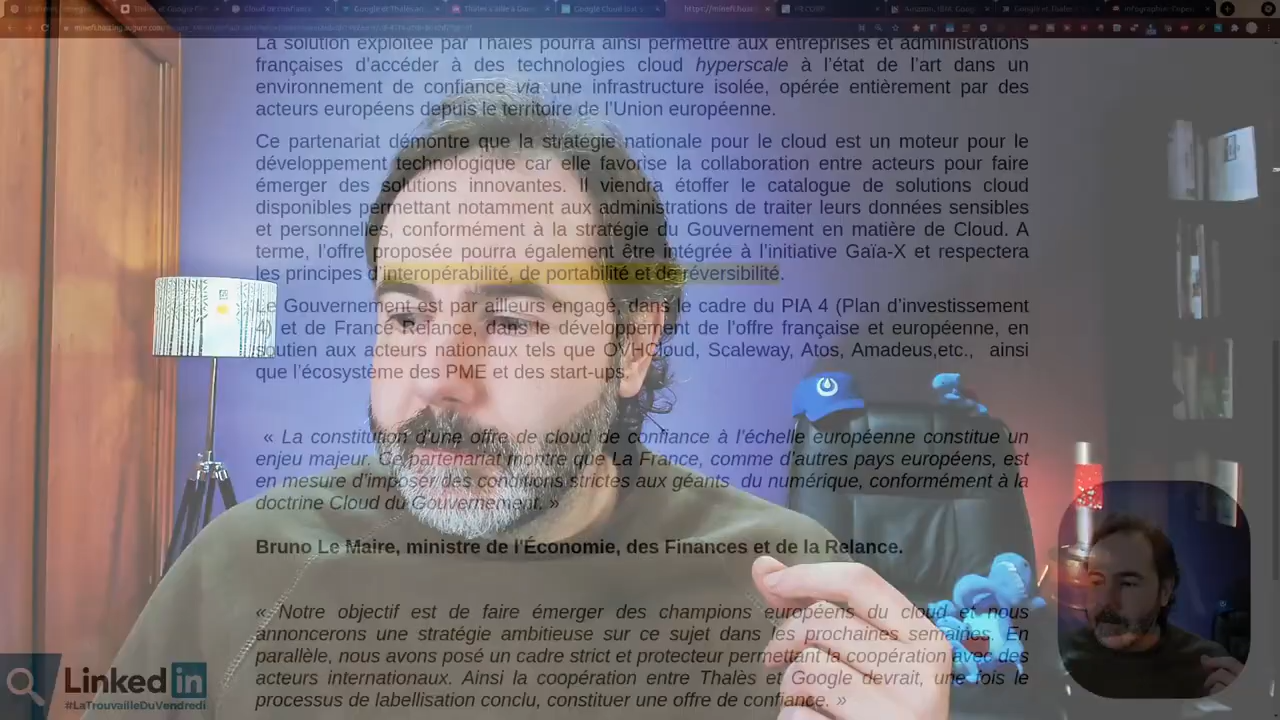 https://minefi.hosi
minefi.hosting.augure.com
La solution exploitée par Thalès pourra ainsi permettre aux entreprises et administrations
françaises d'accéder à des technologies cloud hyperscale à l'état de l'art dans un
environnement de confiance via une infrastructure isolée, opérée entièrement par des
acteurs européens depuis le territoire de l'Union européenne.
Ce partenariat démontre que la stratégie nationale pour le cloud est un moteur pour le
développement technologique car elle favorise la collaboration entre acteurs pour faire
émerger des solutions innovantes. Il viendra étoffer le catalogue de solutions cloud
disponibles permettant notamment aux administrations de traiter leurs données sensibles
et personnelles, conformément à la stratégie du Gouvernement en matière de Cloud. A
terme, l'offre proposée pourra également être intégrée à l'initiative Gaïa-X et respectera
les principes d'interopérabilité, de portabilité et de réversibilité.
Le Gouvernement est par ailleurs engagé, dans le cadre du PIA 4 (Plan d'investissement
4) et de France Relance, dans le développement de l'offre française et européenne, en
soutien aux acteurs nationaux tels que OVHCloud, Scaleway, Atos, Amadeus,etc., ainsi
que l'écosystème des PME et des start-ups.
« La constitution d'une offre de cloud de confiance à l'échelle européenne constitue un
enjeu majeur. Ce partenariat montre que La France, comme d'autres pays européens, est
en mesure d'imposer des conditions strictes aux géants du numérique, conformément à la
doctrine Cloud du Gouvernement. »
Bruno Le Maire, ministre de l'Économie, des Finances et de la Relance.
« Notre objectif est de faire émerger des champions européens du cloud et nous
annoncerons une stratégie ambitieuse sur ce sujet dans les prochaines semaines. En
parallèle, nous avons posé un cadre strict et protecteur permettant la coopération avec des
acteurs internationaux. Ainsi la coopération entre Thalès et Google devrait, une fois le
processus de labellisation conclu, constituer une offre de confiance. »
Linked in
#LaTrouvailleDuVendredi